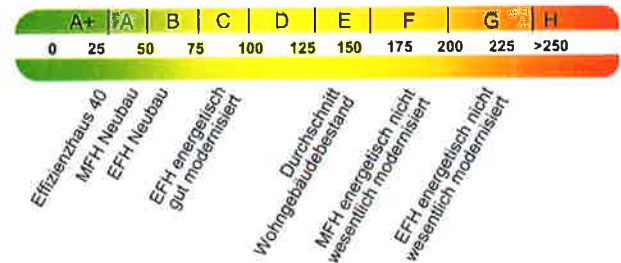 A+ A B C D E F G H
0 25 50 75 100 125 150 175 200 225 >250
Effizienzhaus 40
MFH Neubau
EFH Neubau
EFH energetisch
gut modernisiert
Durchschnitt
Wohngebäudebestand
MFH energetisch nicht
wesentlich modernisiert
EFH energetisch nicht
wesentlich modernisiert